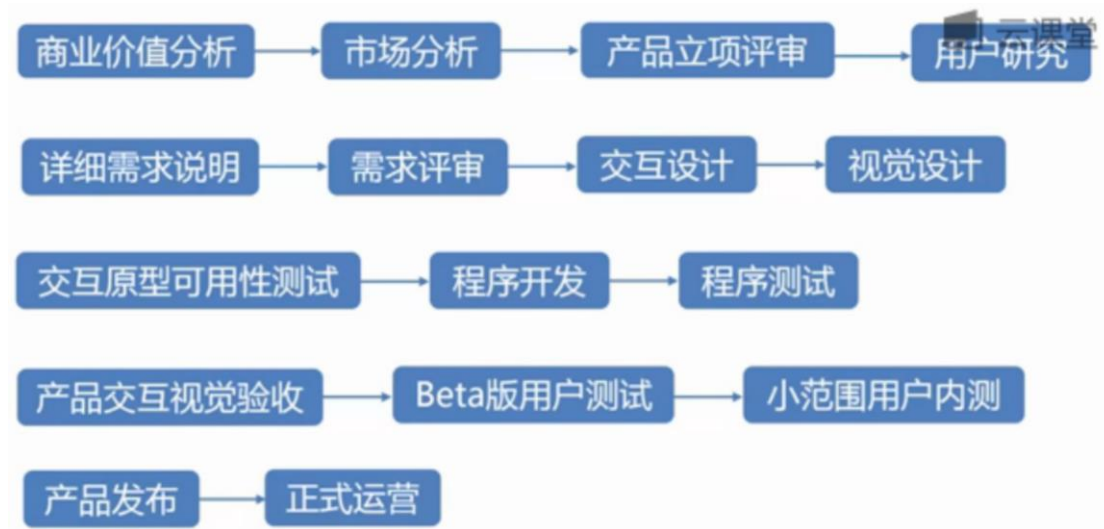 商业价值分析 市场分析 产品立项评审 用户研究
云课堂
详细需求说明 需求评审 交互设计 视觉设计
交互原型可用性测试 程序开发 程序测试
产品交互视觉验收 Beta版用户测试 小范围用户内测
产品发布 正式运营